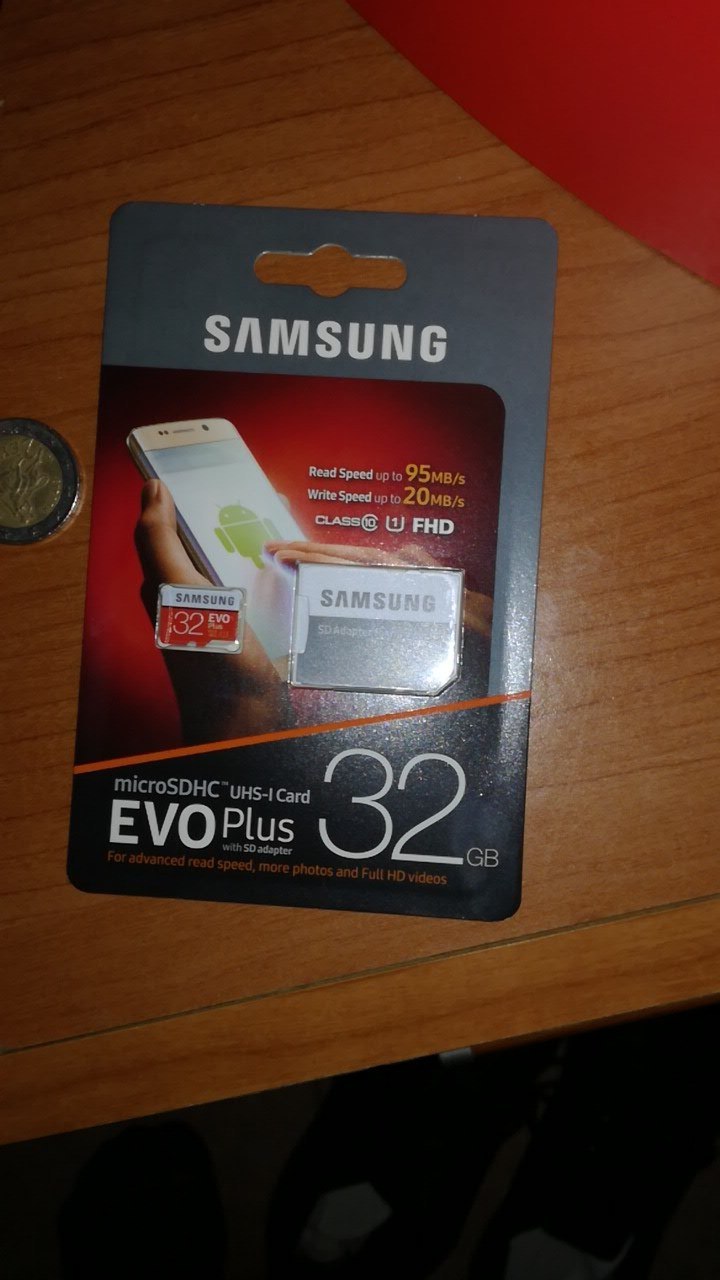 SAMSUNG
Read Speed up to 95MB/s
Write Speed up to 20MB/s
CLASS10 U1 FHD
SAMSUNG
32 EVO
Plus
SAMSUNG
SD Adapter
microSDHC™ UHS-I Card
EVO Plus 32GB
with SD adapter
For advanced read speed, more photos and Full HD videos